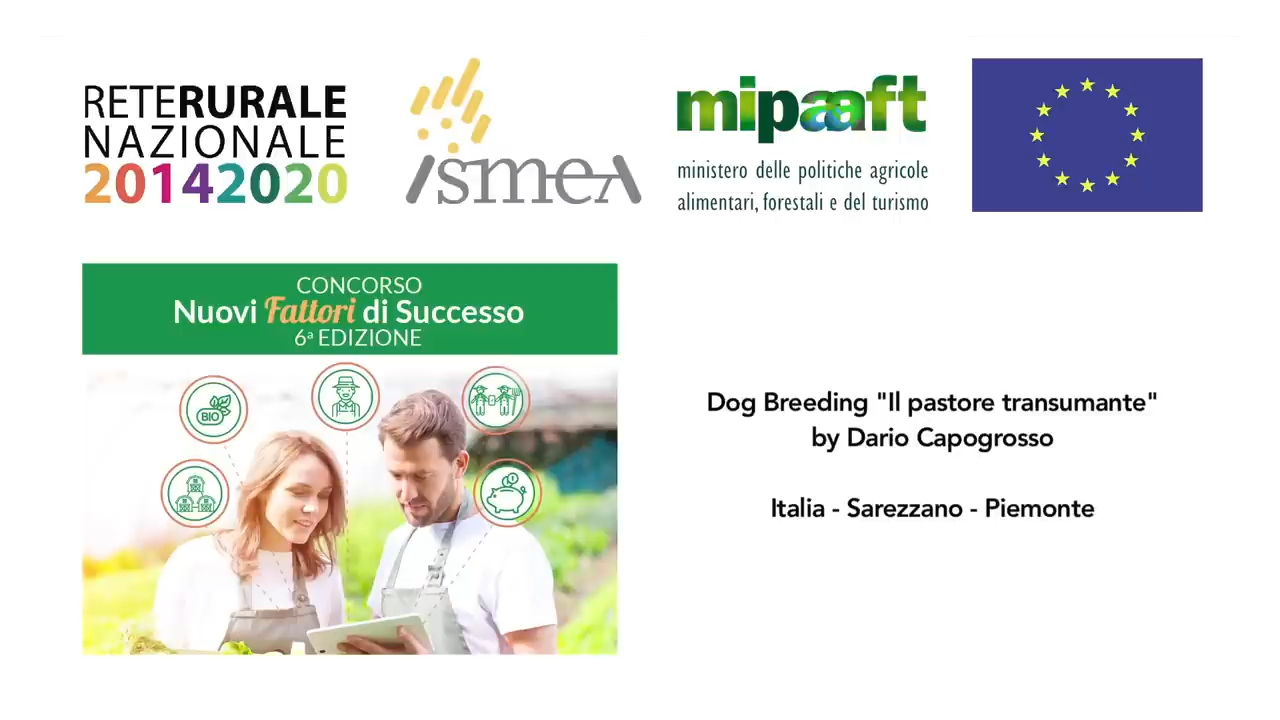 RETERURALE
NAZIONALE
20142020
ismea
mipaaft
ministero delle politiche agricole
alimentari, forestali e del turismo
CONCORSO
Nuovi Fattori di Successo
6ª EDIZIONE
BIO
Dog Breeding "Il pastore transumante"
by Dario Capogrosso
Italia - Sarezzano - Piemonte